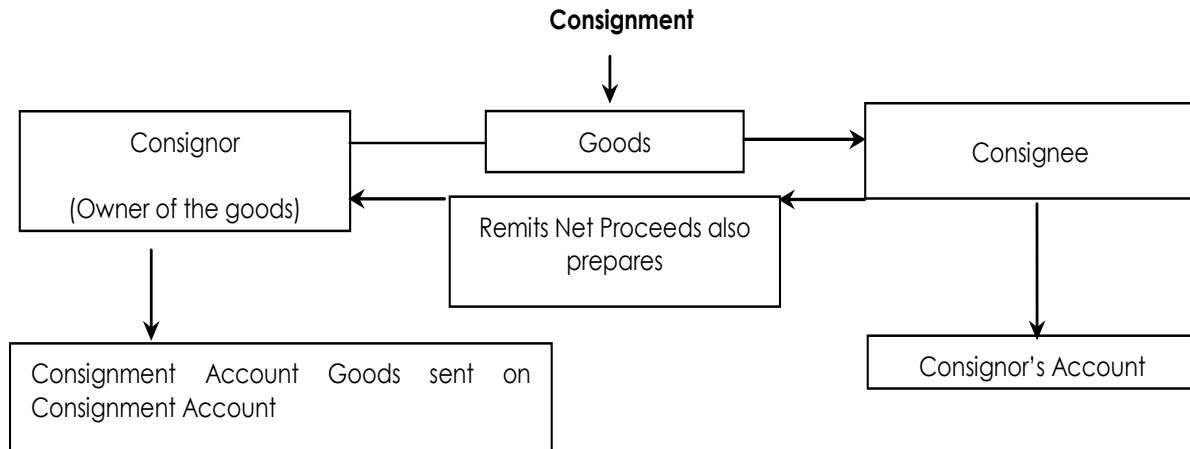 Consignment
Consignor
(Owner of the goods)
Goods
Consignee
Remits Net Proceeds also
prepares
Consignment Account Goods sent on
Consignment Account
Consignor’s Account